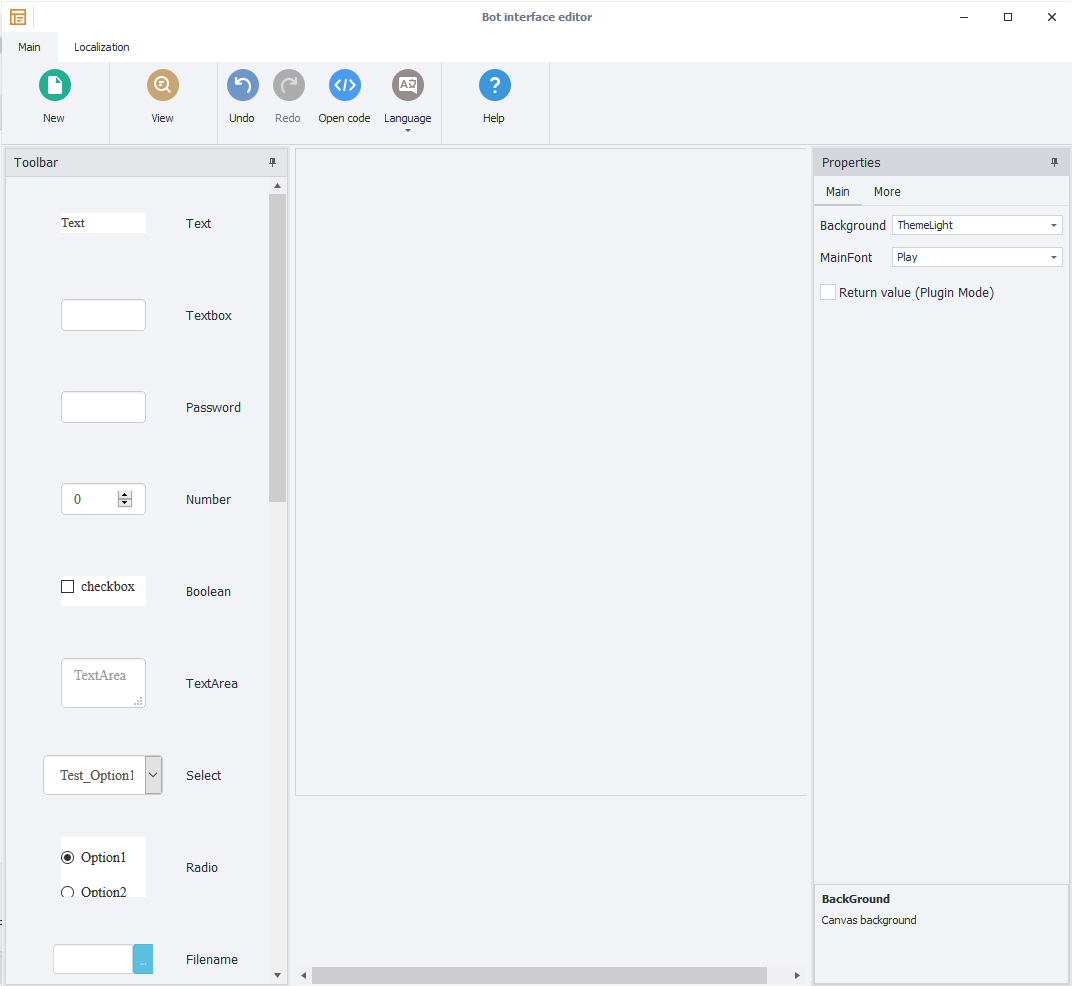 Bot interface editor
Main
Localization
New
View
Undo
Redo
Open code
Language
Help
Toolbar
Text
Text
Textbox
Password
0
Number
checkbox
Boolean
TextArea
TextArea
Test_Option1
Select
Option1
Option2
Radio
...
Filename
Properties
Main
More
Background
ThemeLight
MainFont
Play
Return value (Plugin Mode)
BackGround
Canvas background